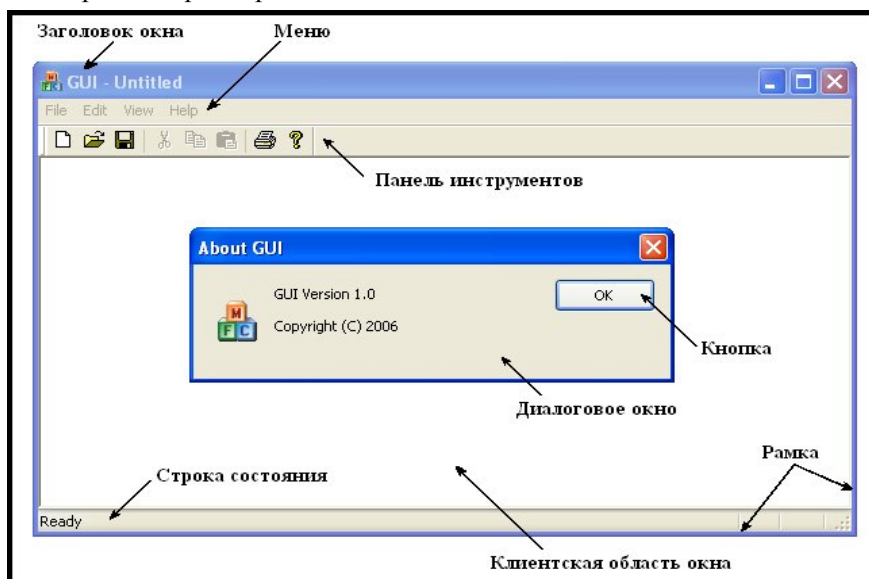 Заголовок окна
Меню
GUI - Untitled
File Edit View Help
Панель инструментов
About GUI
GUI Version 1.0
OK
M
F C
Copyright (C) 2006
Кнопка
Диалоговое окно
Рамка
Строка состояния
Ready
Клиентская область окна